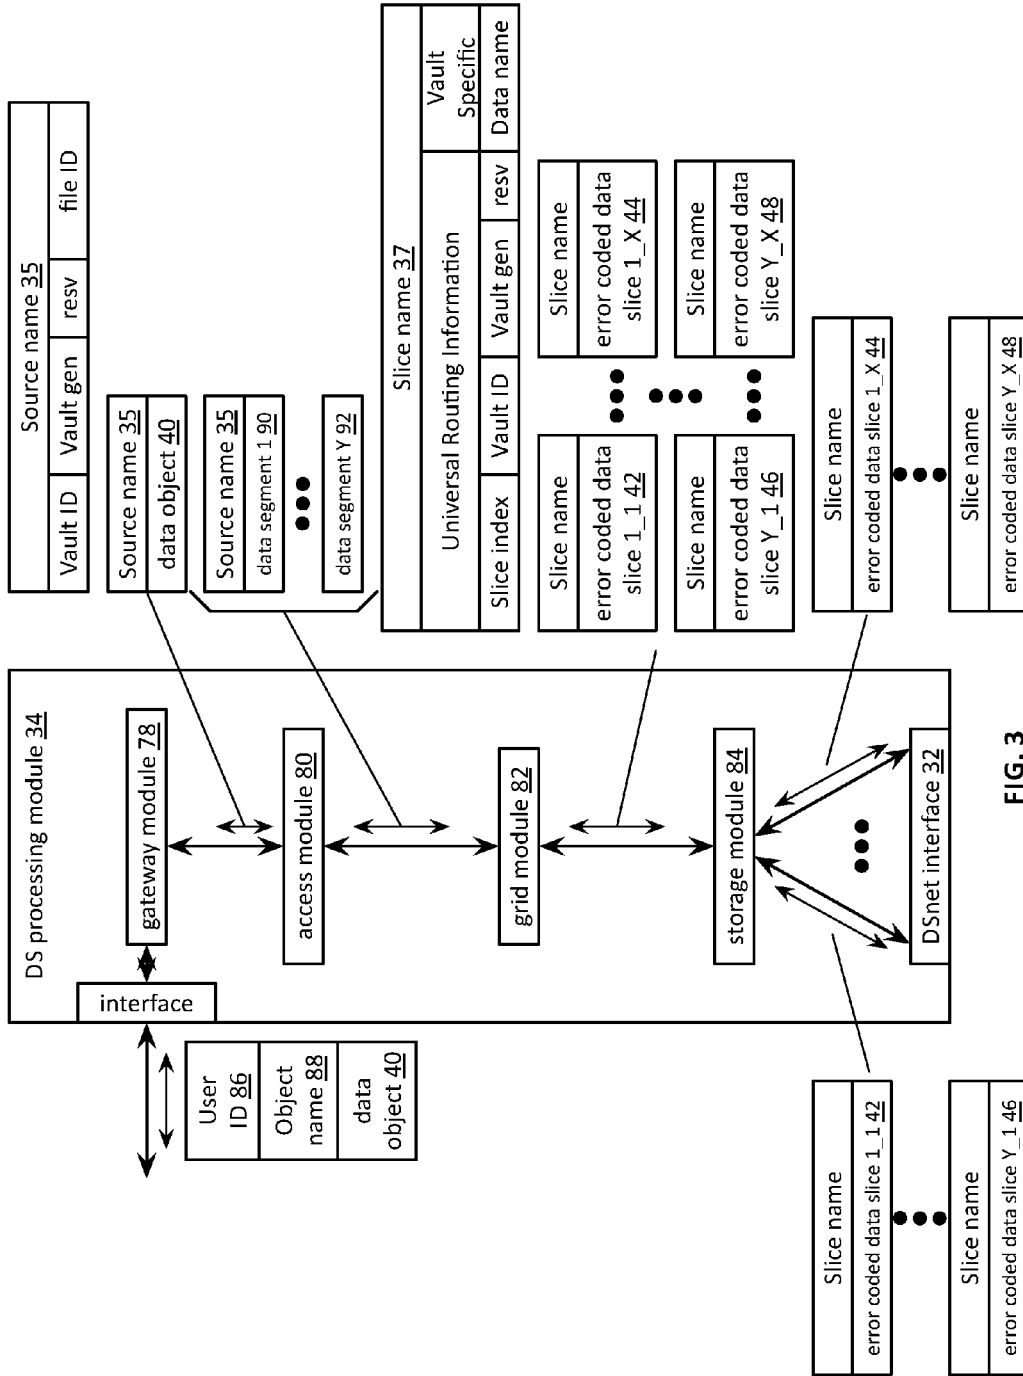 DS processing module 34
interface
gateway module 78
access module 80
grid module 82
storage module 84
DSnet interface 32
User
ID 86
Object
name 88
data
object 40
Source name 35
Vault ID
Vault gen
resv
file ID
Source name 35
data object 40
Source name 35
data segment 1 90
data segment Y 92
Slice name 37
Universal Routing Information
Vault
Specific
Slice index
Vault ID
Vault gen
resv
Data name
Slice name
error coded data
slice 1_1 42
Slice name
error coded data
slice 1_X 44
Slice name
error coded data
slice Y_1 46
Slice name
error coded data
slice Y_X 48
Slice name
error coded data slice 1_1 42
Slice name
error coded data slice Y_1 46
Slice name
error coded data slice 1_X 44
Slice name
error coded data slice Y_X 48
FIG. 3